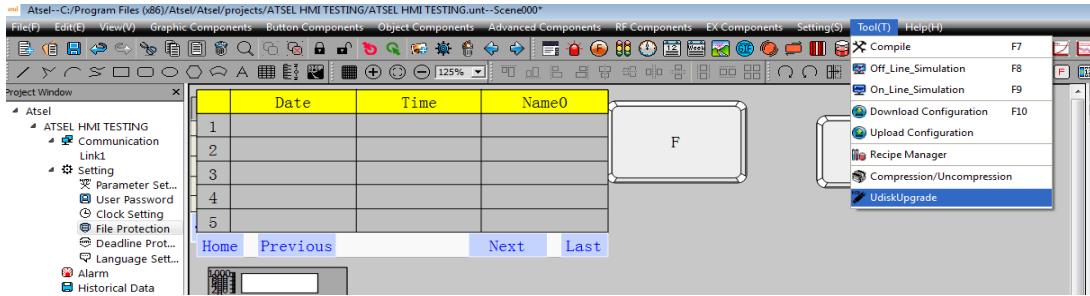 Atsel--C:/Program Files (x86)/Atsel/Atsel/projects/ATSEL HMI TESTING/ATSEL HMI TESTING.unt--Scene000*
File(F) Edit(E) View(V) Graphic Components Button Components Object Components Advanced Components RF Components EX Components Setting(S) Tool(T) Help(H)
125%
Project Window
Atsel
ATSEL HMI TESTING
Communication
Link1
Setting
Parameter Set...
User Password
Clock Setting
File Protection
Deadline Prot...
Language Sett...
Alarm
Historical Data
Date Time Name0
1
2
3
4
5
Home Previous Next Last
1000
F
Compile F7
Off_Line_Simulation F8
On_Line_Simulation F9
Download Configuration F10
Upload Configuration
Recipe Manager
Compression/Uncompression
UdiskUpgrade